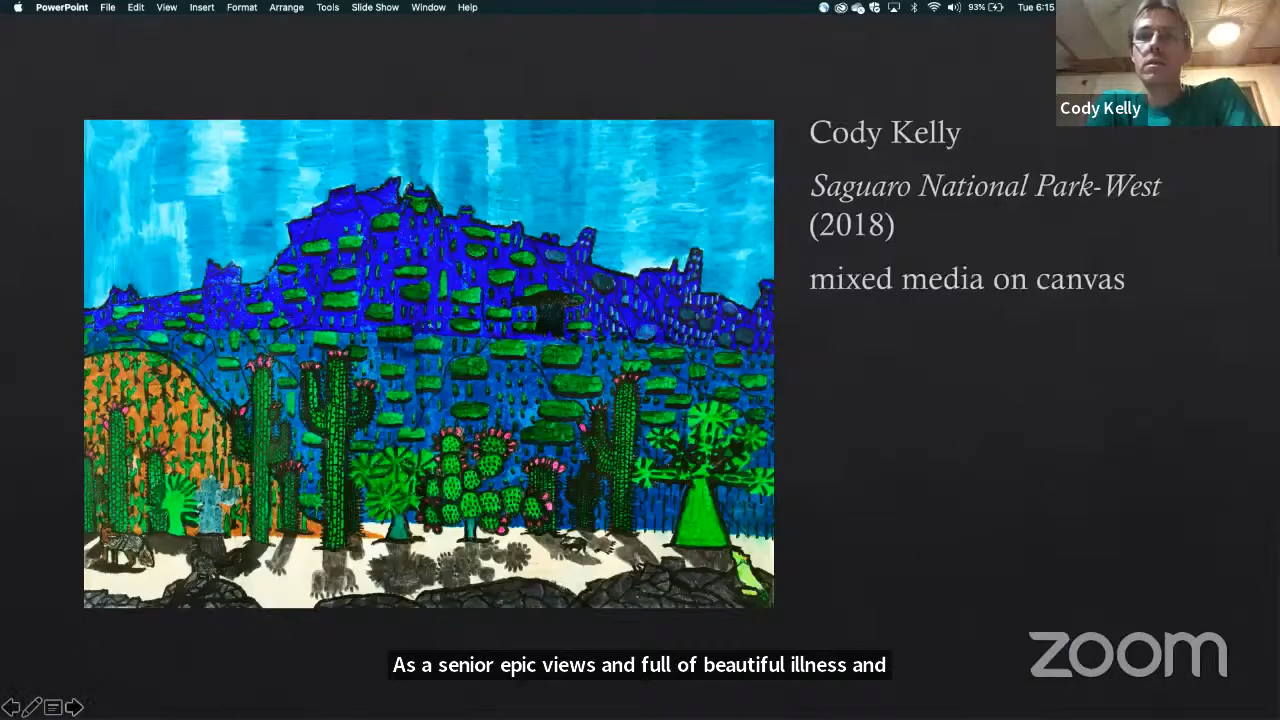 PowerPoint File Edit View Insert Format Arrange Tools Slide Show Window Help 93% Tue 6:15
Cody Kelly
Cody Kelly
Saguaro National Park-West
(2018)
mixed media on canvas
As a senior epic views and full of beautiful illness and
zoom